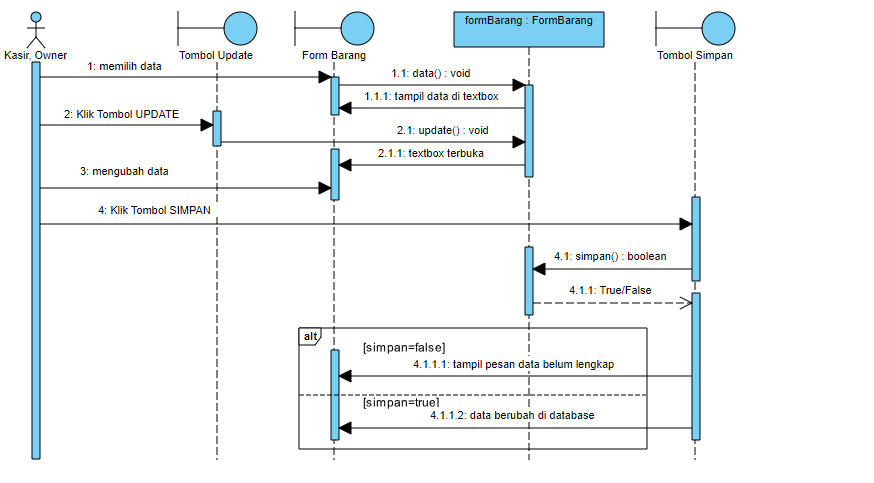 formBarang : FormBarang
Kasir, Owner
Tombol Update
Form Barang
Tombol Simpan
1: memilih data
1.1: data() : void
1.1.1: tampil data di textbox
2: Klik Tombol UPDATE
2.1: update() : void
2.1.1: textbox terbuka
3: mengubah data
4: Klik Tombol SIMPAN
4.1: simpan() : boolean
4.1.1: True/False
alt
[simpan=false]
4.1.1.1: tampil pesan data belum lengkap
[simpan=true]
4.1.1.2: data berubah di database